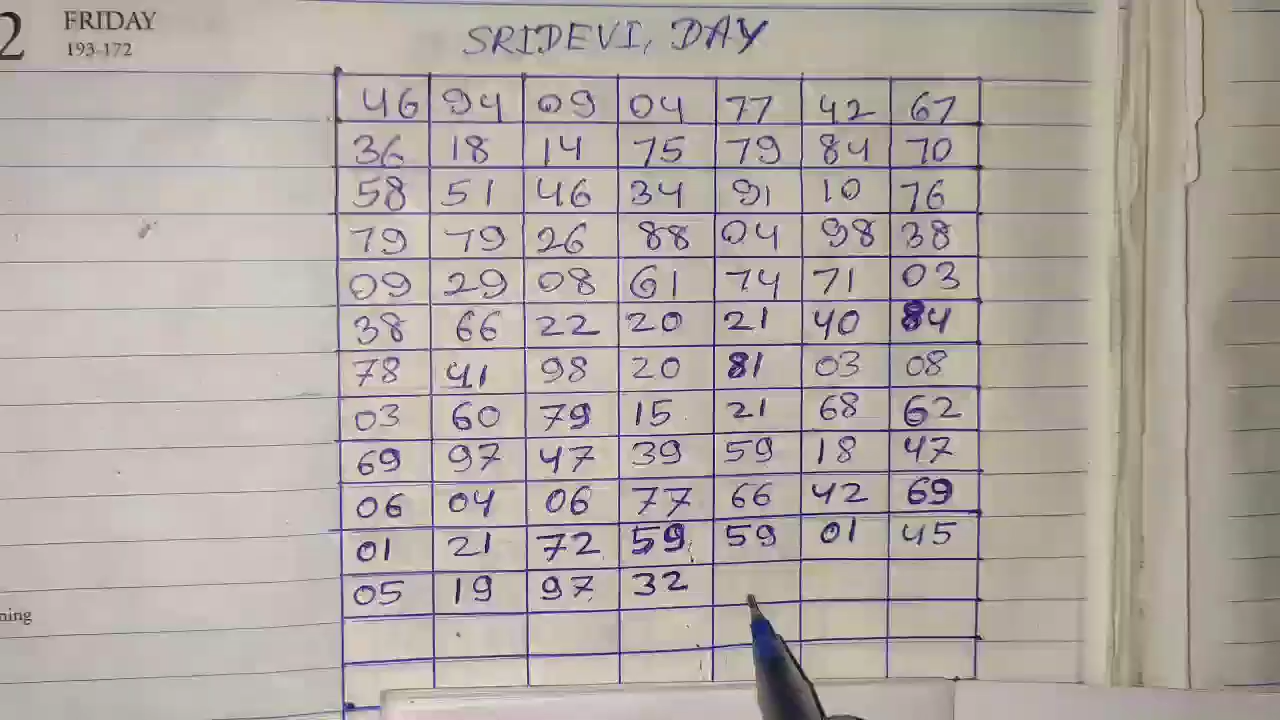 2 FRIDAY
193-172
SRIDEVI, DAY
46 94 09 04 77 42 67
36 18 14 75 79 84 70
58 51 46 34 91 10 76
79 79 26 88 04 98 38
09 29 08 61 74 71 03
38 66 22 20 21 40 84
78 41 98 20 81 03 08
03 60 79 15 21 68 62
69 97 47 39 59 18 47
06 04 06 77 66 42 69
01 21 72 59 59 01 45
05 19 97 32
ning